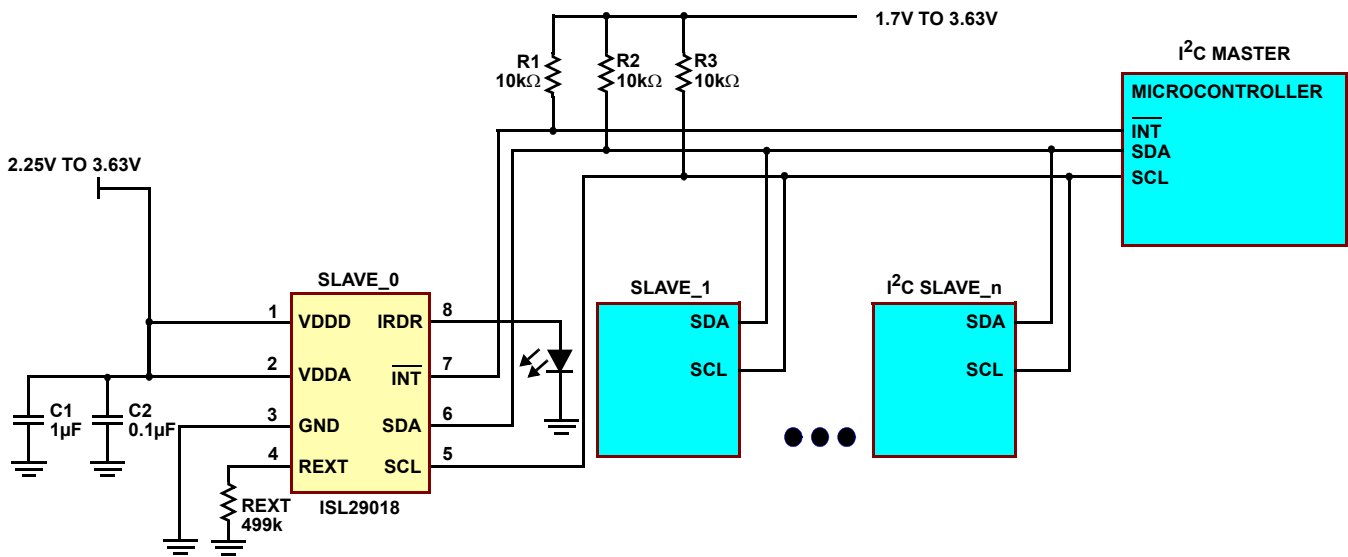 1.7V TO 3.63V
R1
10kΩ
R2
10kΩ
R3
10kΩ
I²C MASTER
MICROCONTROLLER
INT
SDA
SCL
2.25V TO 3.63V
SLAVE_0
1
VDDD
IRDR
8
2
VDDA
INT
7
3
GND
SDA
6
4
REXT
SCL
5
ISL29018
C1
1µF
C2
0.1µF
REXT
499k
SLAVE_1
SDA
SCL
I²C SLAVE_n
SDA
SCL